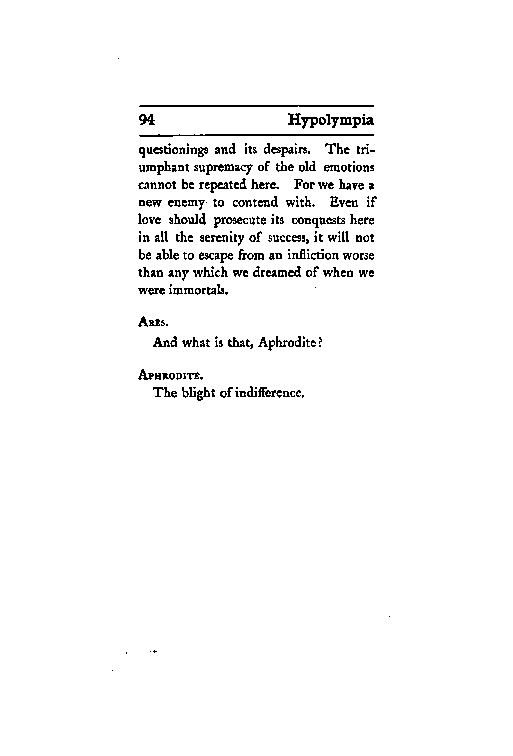 94 Hypolympia
questionings and its despairs. The tri-
umphant supremacy of the old emotions
cannot be repeated here. For we have a
new enemy to contend with. Even if
love should prosecute its conquests here
in all the serenity of success, it will not
be able to escape from an infliction worse
than any which we dreamed of when we
were immortals.
Ares.
And what is that, Aphrodite?
Aphrodite.
The blight of indifference.